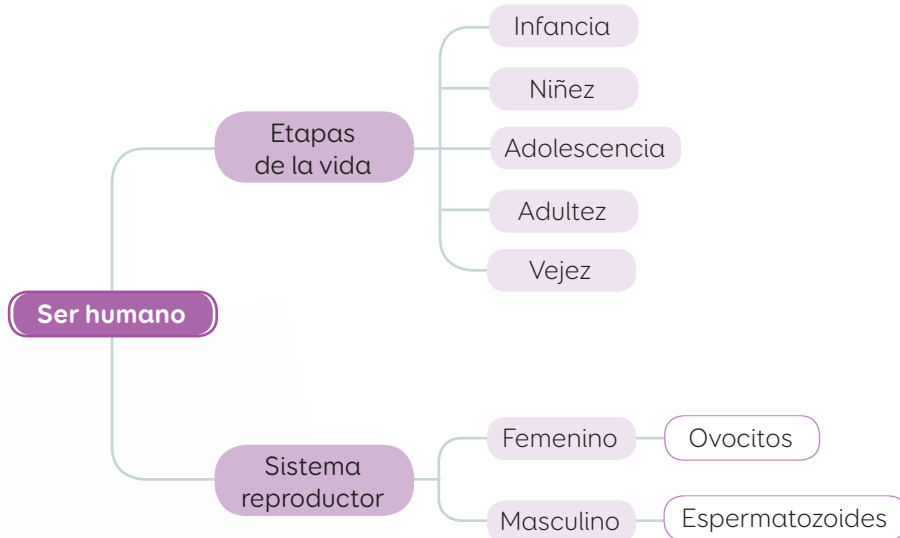 Infancia
Niñez
Etapas
de la vida
Adolescencia
Adultez
Vejez
Ser humano
Femenino
Ovocitos
Sistema
reproductor
Masculino
Espermatozoides